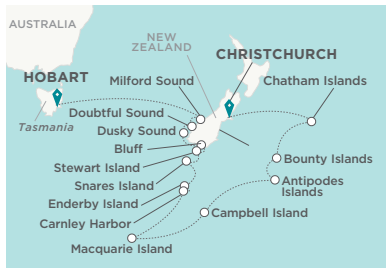 AUSTRALIA
NEW
ZEALAND
CHRISTCHURCH
HOBART
Milford Sound
Chatham Islands
Doubtful Sound
Tasmania
Dusky Sound
Bluff
Bounty Islands
Stewart Island
Snares Island
Antipodes
Islands
Enderby Island
Campbell Island
Carnley Harbor
Macquarie Island